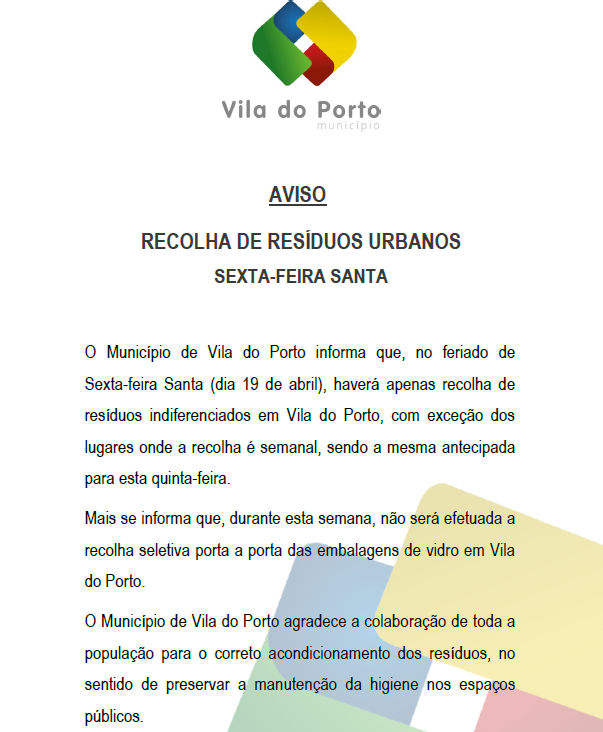 Vila do Porto
município
AVISO
RECOLHA DE RESÍDUOS URBANOS
SEXTA-FEIRA SANTA
O Município de Vila do Porto informa que, no feriado de
Sexta-feira Santa (dia 19 de abril), haverá apenas recolha de
resíduos indiferenciados em Vila do Porto, com exceção dos
lugares onde a recolha é semanal, sendo a mesma antecipada
para esta quinta-feira.
Mais se informa que, durante esta semana, não será efetuada a
recolha seletiva porta a porta das embalagens de vidro em Vila
do Porto.
O Município de Vila do Porto agradece a colaboração de toda a
população para o correto acondicionamento dos resíduos, no
sentido de preservar a manutenção da higiene nos espaços
públicos.